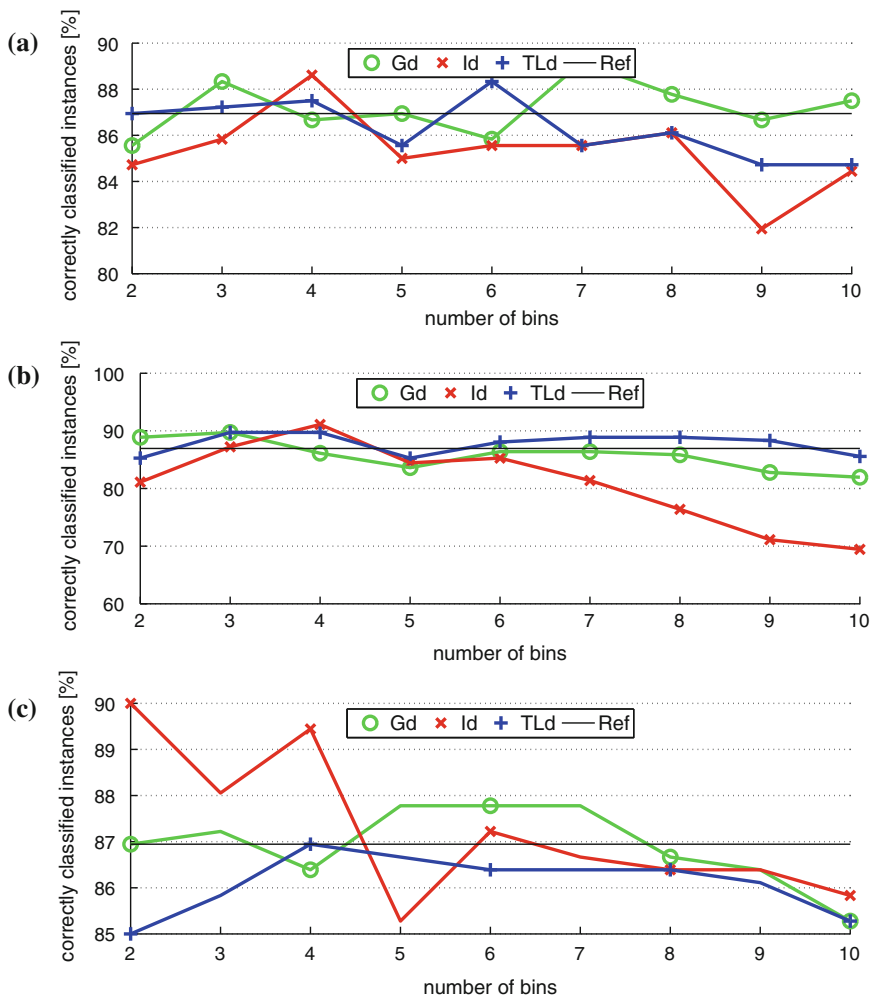 (a)
correctly classified instances [%]
90
88
86
84
82
80
Gd Id TLd Ref
2 3 4 5 6 7 8 9 10
number of bins
(b)
correctly classified instances [%]
100
90
80
70
60
Gd Id TLd Ref
2 3 4 5 6 7 8 9 10
number of bins
(c)
correctly classified instances [%]
90
89
88
87
86
85
Gd Id TLd Ref
2 3 4 5 6 7 8 9 10
number of bins